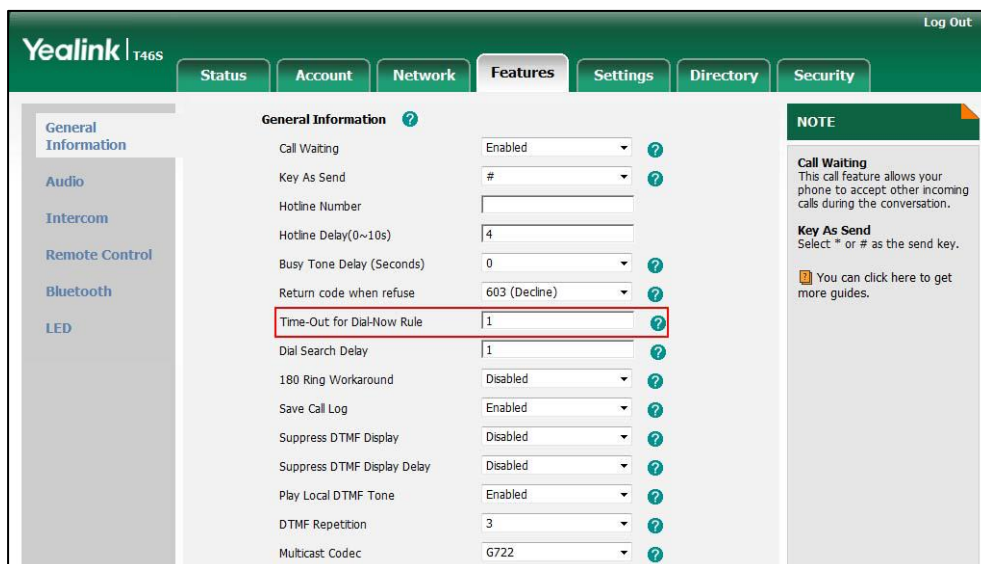 Log Out
Yealink | T46S
Status Account Network Features Settings Directory Security
General
Information
Audio
Intercom
Remote Control
Bluetooth
LED
General Information ?
Call Waiting Enabled ?
Key As Send # ?
Hotline Number
Hotline Delay(0~10s) 4
Busy Tone Delay (Seconds) 0 ?
Return code when refuse 603 (Decline) ?
Time-Out for Dial-Now Rule 1 ?
Dial Search Delay 1 ?
180 Ring Workaround Disabled ?
Save Call Log Enabled ?
Suppress DTMF Display Disabled ?
Suppress DTMF Display Delay Disabled ?
Play Local DTMF Tone Enabled ?
DTMF Repetition 3 ?
Multicast Codec G722 ?
NOTE
Call Waiting
This call feature allows your
phone to accept other incoming
calls during the conversation.
Key As Send
Select * or # as the send key.
? You can click here to get
more guides.